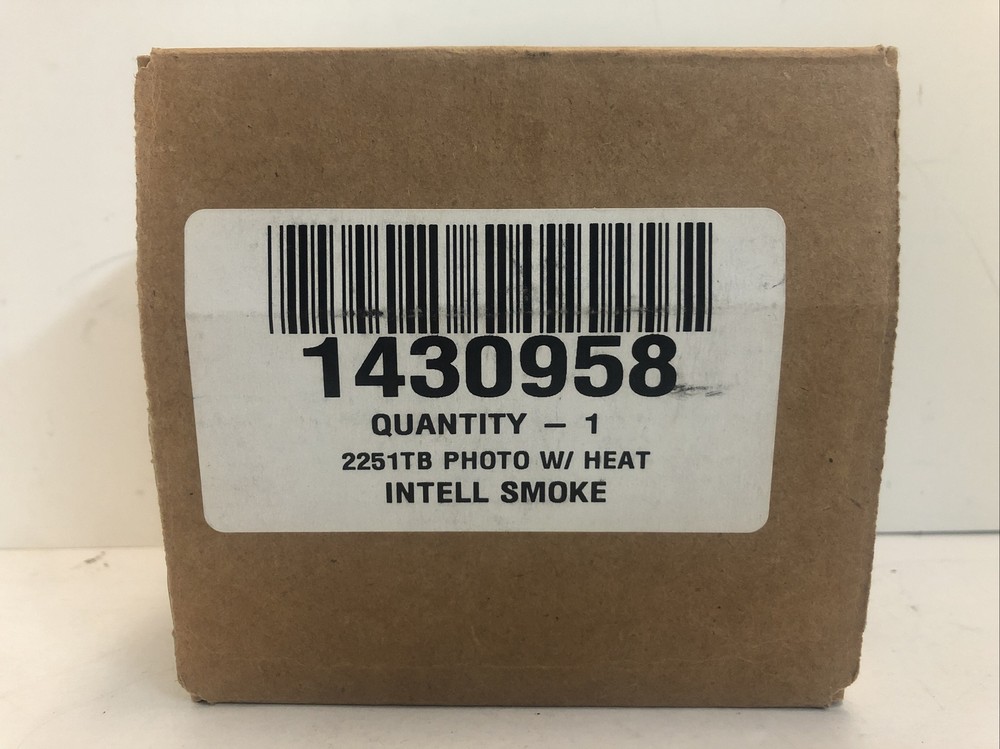 1430958
QUANTITY – 1
2251TB PHOTO W/ HEAT
INTELL SMOKE